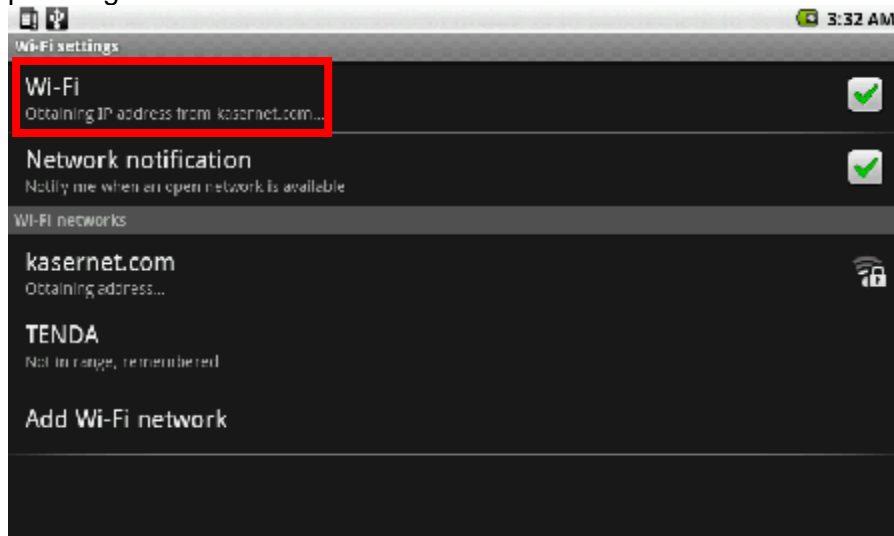 3:32 AM
Wi-Fi settings
Wi-Fi
Obtaining IP address from kasernet.com...
Network notification
Notify me when an open network is available
Wi-Fi networks
kasernet.com
Obtaining address...
TENDA
Not in range, remembered
Add Wi-Fi network